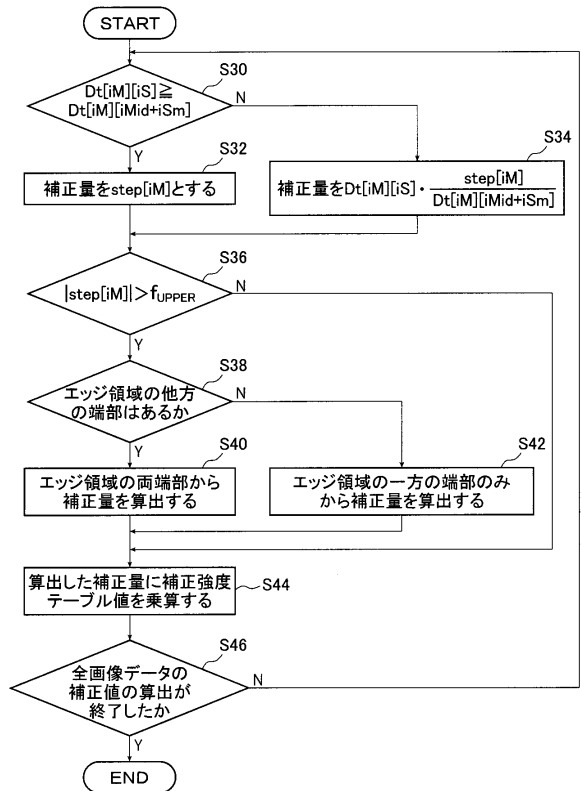 START
S30
Dt[iM][iS]≧
Dt[iM][iMid+iSm]
N
Y
S32
補正量をstep[iM]とする
S34
補正量をDt[iM][iS]・step[iM]
Dt[iM][iMid+iSm]
S36
|step[iM]|>fUPPER
N
Y
S38
エッジ領域の他方
の端部はあるか
N
Y
S40
エッジ領域の両端部から
補正量を算出する
S42
エッジ領域の一方の端部のみ
から補正量を算出する
算出した補正量に補正強度
テーブル値を乗算する
S44
S46
全画像データの
補正値の算出が
終了したか
N
Y
END